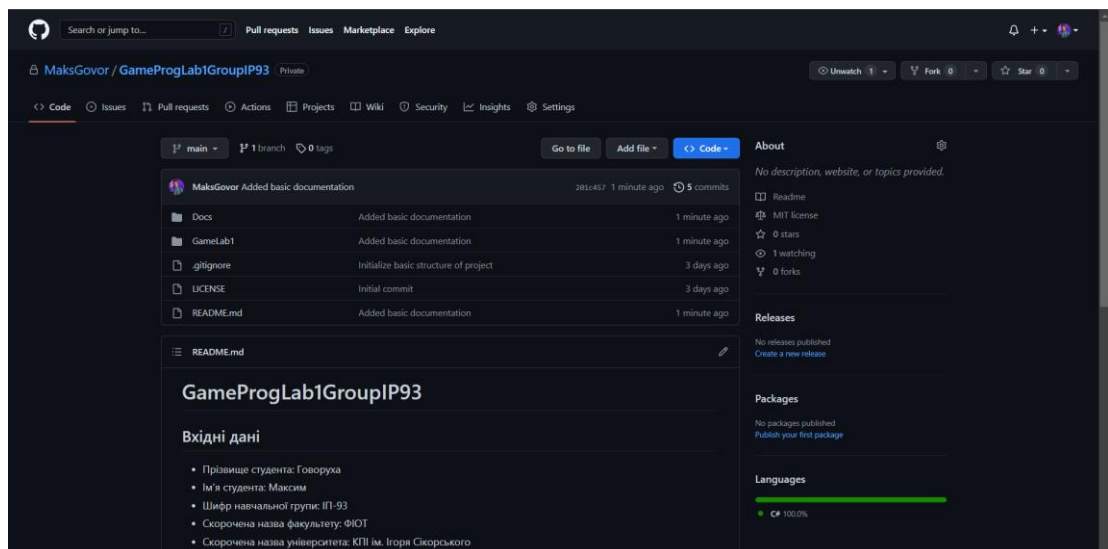 Search or jump to... / Pull requests Issues Marketplace Explore
MaksGovor / GameProgLab1GroupIP93 Private Unwatch 1 Fork 0 Star 0
Code Issues Pull requests Actions Projects Wiki Security Insights Settings
main 1 branch 0 tags Go to file Add file Code
MaksGovor Added basic documentation 201c457 1 minute ago 5 commits
Docs Added basic documentation 1 minute ago
GameLab1 Added basic documentation 1 minute ago
.gitignore Initialize basic structure of project 3 days ago
LICENSE Initial commit 3 days ago
README.md Added basic documentation 1 minute ago
README.md
GameProgLab1GroupIP93
Вхідні дані
• Прізвище студента: Говоруха
• Ім'я студента: Максим
• Шифр навчальної групи: ІП-93
• Скорочена назва факультету: ФІОТ
• Скорочена назва університета: КПІ ім. Ігоря Сікорського
About
No description, website, or topics provided.
Readme
MIT license
0 stars
1 watching
0 forks
Releases
No releases published
Create a new release
Packages
No packages published
Publish your first package
Languages
C# 100.0%